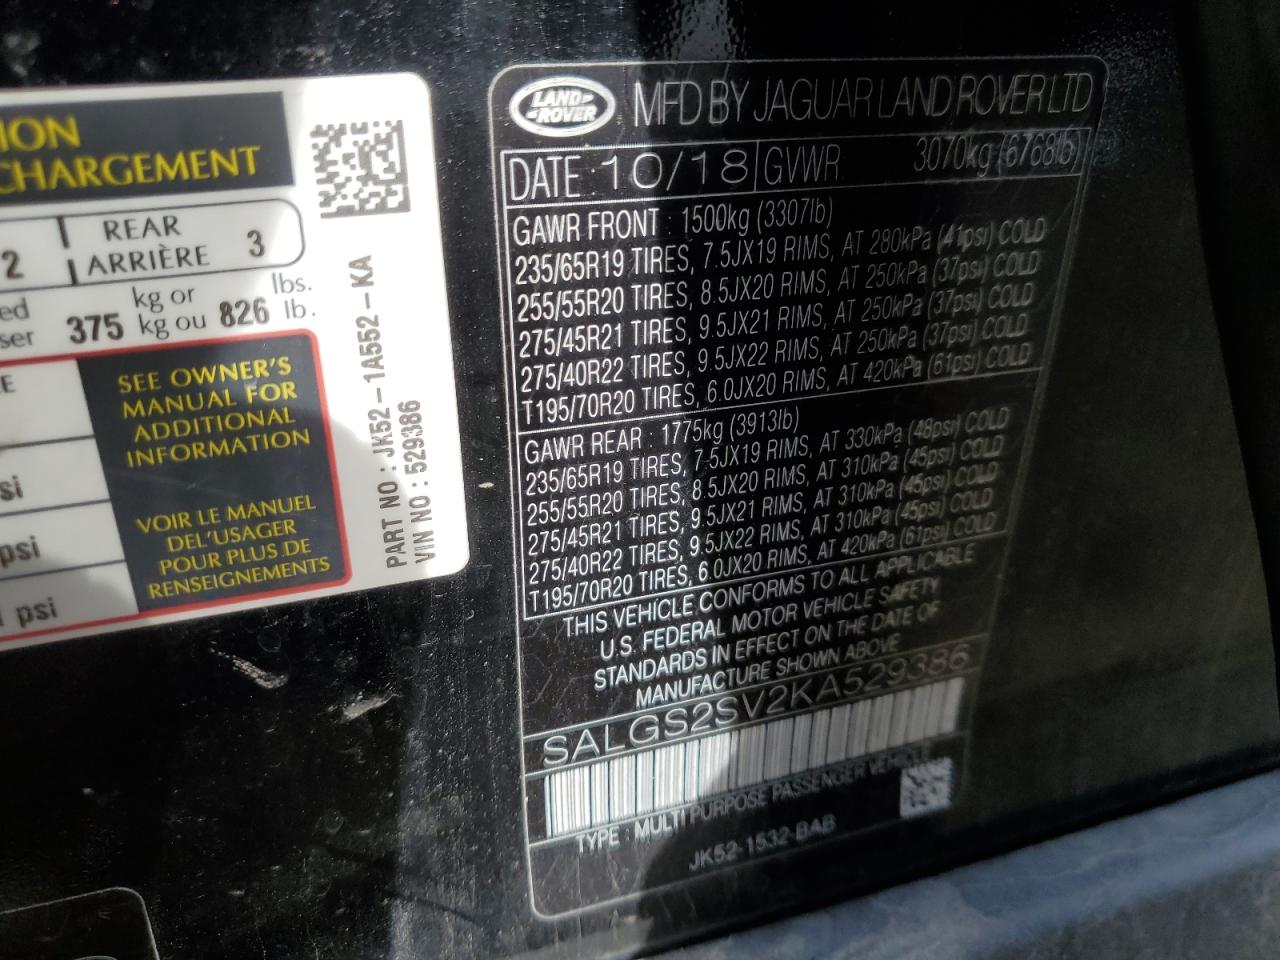 ION
CHARGEMENT
2 REAR 3
ARRIÈRE
kg or lbs.
375 kg ou 826 lb.
SEE OWNER'S
MANUAL FOR
ADDITIONAL
INFORMATION
VOIR LE MANUEL
DEL'USAGER
POUR PLUS DE
RENSEIGNEMENTS
psi
psi
PART NO : JK52-1A552-KA
VIN NO : 529386
LAND ROVER
MFD BY JAGUAR LAND ROVER LTD
DATE : 10/18 GVWR 3070kg (6768lb)
GAWR FRONT : 1500kg (3307lb)
235/65R19 TIRES, 7.5JX19 RIMS, AT 280kPa (41psi) COLD
255/55R20 TIRES, 8.5JX20 RIMS, AT 250kPa (37psi) COLD
275/45R21 TIRES, 9.5JX21 RIMS, AT 250kPa (37psi) COLD
275/40R22 TIRES, 9.5JX22 RIMS, AT 250kPa (37psi) COLD
T195/70R20 TIRES, 6.0JX20 RIMS, AT 420kPa (61psi) COLD
GAWR REAR : 1775kg (3913lb)
235/65R19 TIRES, 7.5JX19 RIMS, AT 330kPa (48psi) COLD
255/55R20 TIRES, 8.5JX20 RIMS, AT 310kPa (45psi) COLD
275/45R21 TIRES, 9.5JX21 RIMS, AT 310kPa (45psi) COLD
275/40R22 TIRES, 9.5JX22 RIMS, AT 310kPa (45psi) COLD
T195/70R20 TIRES, 6.0JX20 RIMS, AT 420kPa (61psi) COLD
THIS VEHICLE CONFORMS TO ALL APPLICABLE
U.S. FEDERAL MOTOR VEHICLE SAFETY
STANDARDS IN EFFECT ON THE DATE OF
MANUFACTURE SHOWN ABOVE
SALGS2SV2KA529386
TYPE : MULTI PURPOSE PASSENGER VEHICLE
JK52-1532-BAB